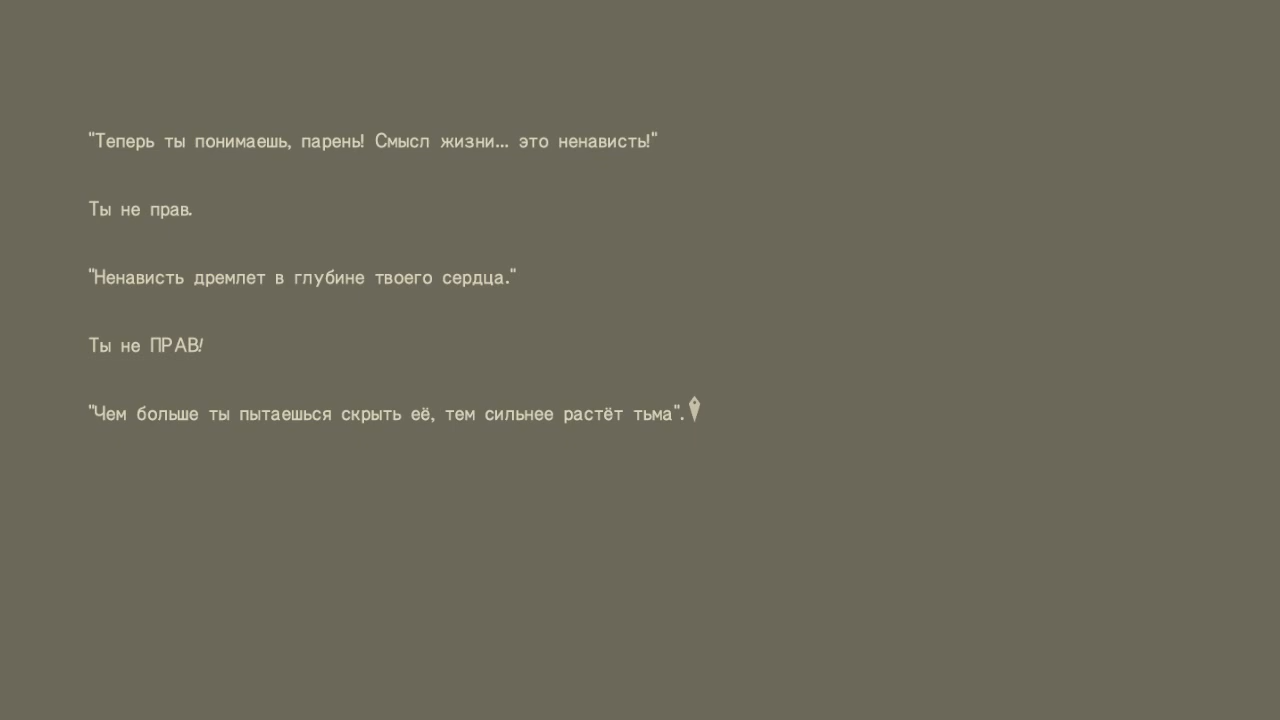 "Теперь ты понимаешь, парень! Смысл жизни... это ненависть!"
Ты не прав.
"Ненависть дремлет в глубине твоего сердца."
Ты не ПРАВ!
"Чем больше ты пытаешься скрыть её, тем сильнее растёт тьма".